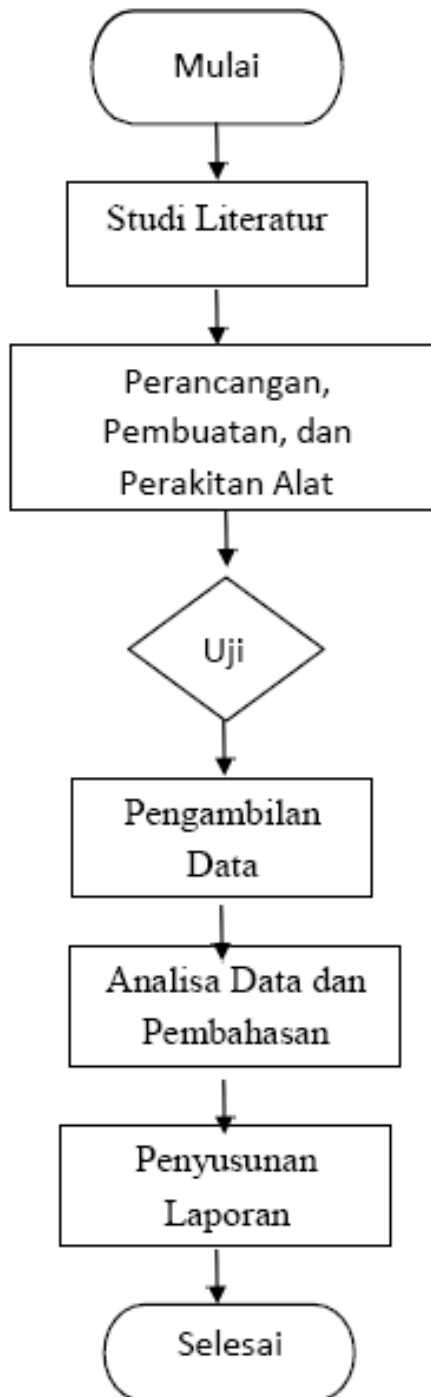 Mulai
Studi Literatur
Perancangan,
Pembuatan, dan
Perakitan Alat
Uji
Pengambilan
Data
Analisa Data dan
Pembahasan
Penyusunan
Laporan
Selesai